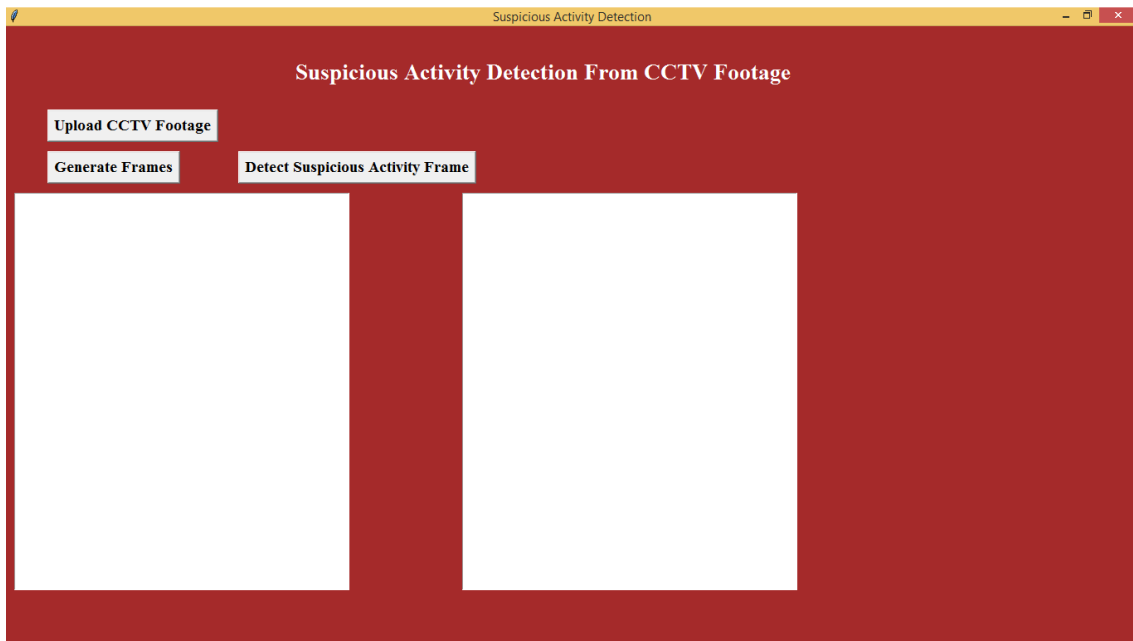 Suspicious Activity Detection
Suspicious Activity Detection From CCTV Footage
Upload CCTV Footage
Generate Frames
Detect Suspicious Activity Frame